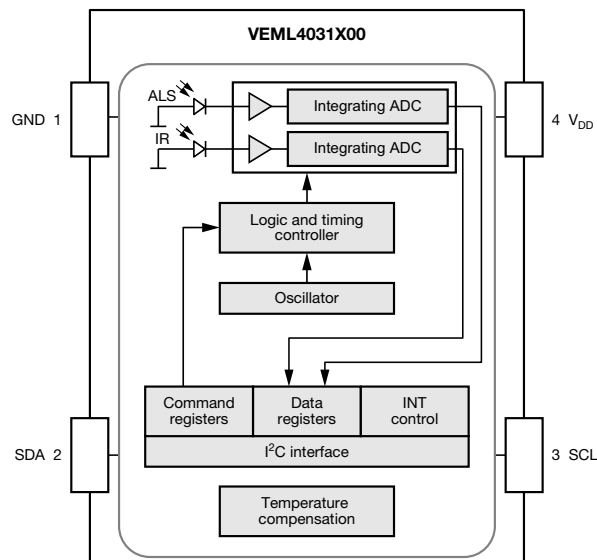 VEML4031X00
GND 1
ALS
Integrating ADC
4 V_DD
IR
Integrating ADC
Logic and timing
controller
Oscillator
Command
registers
Data
registers
INT
control
SDA 2
I²C interface
3 SCL
Temperature
compensation